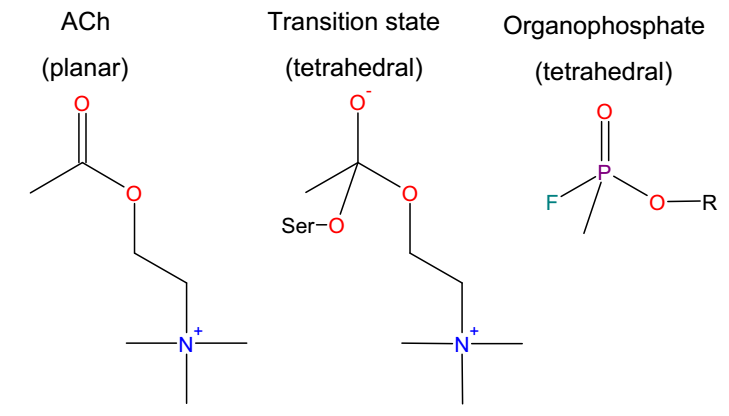 ACh
(planar)
Transition state
(tetrahedral)
Organophosphate
(tetrahedral)
O
O
N+
O-
O
Ser-O
N+
O
P
F
O
R